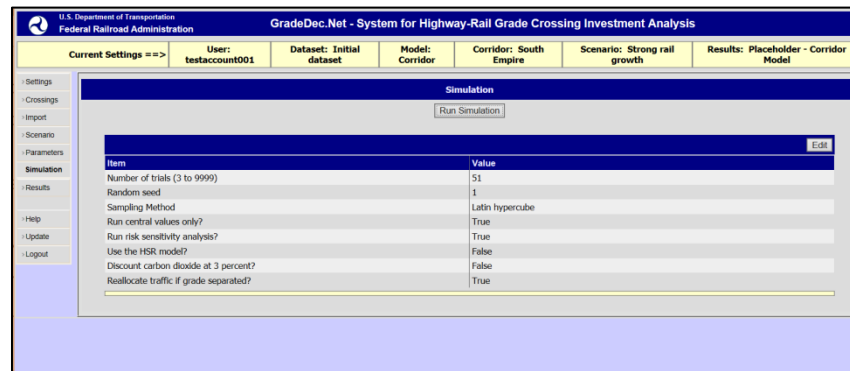 U.S. Department of Transportation
Federal Railroad Administration
GradeDec.Net - System for Highway-Rail Grade Crossing Investment Analysis
Current Settings ==>
User: testaccount001
Dataset: Initial dataset
Model: Corridor
Corridor: South Empire
Scenario: Strong rail growth
Results: Placeholder - Corridor Model
Settings
Crossings
Import
Scenario
Parameters
Simulation
Results
Help
Update
Logout
Simulation
Run Simulation
Edit
Item Value
Number of trials (3 to 9999) 51
Random seed 1
Sampling Method Latin hypercube
Run central values only? True
Run risk sensitivity analysis? True
Use the HSR model? False
Discount carbon dioxide at 3 percent? False
Reallocate traffic if grade separated? True